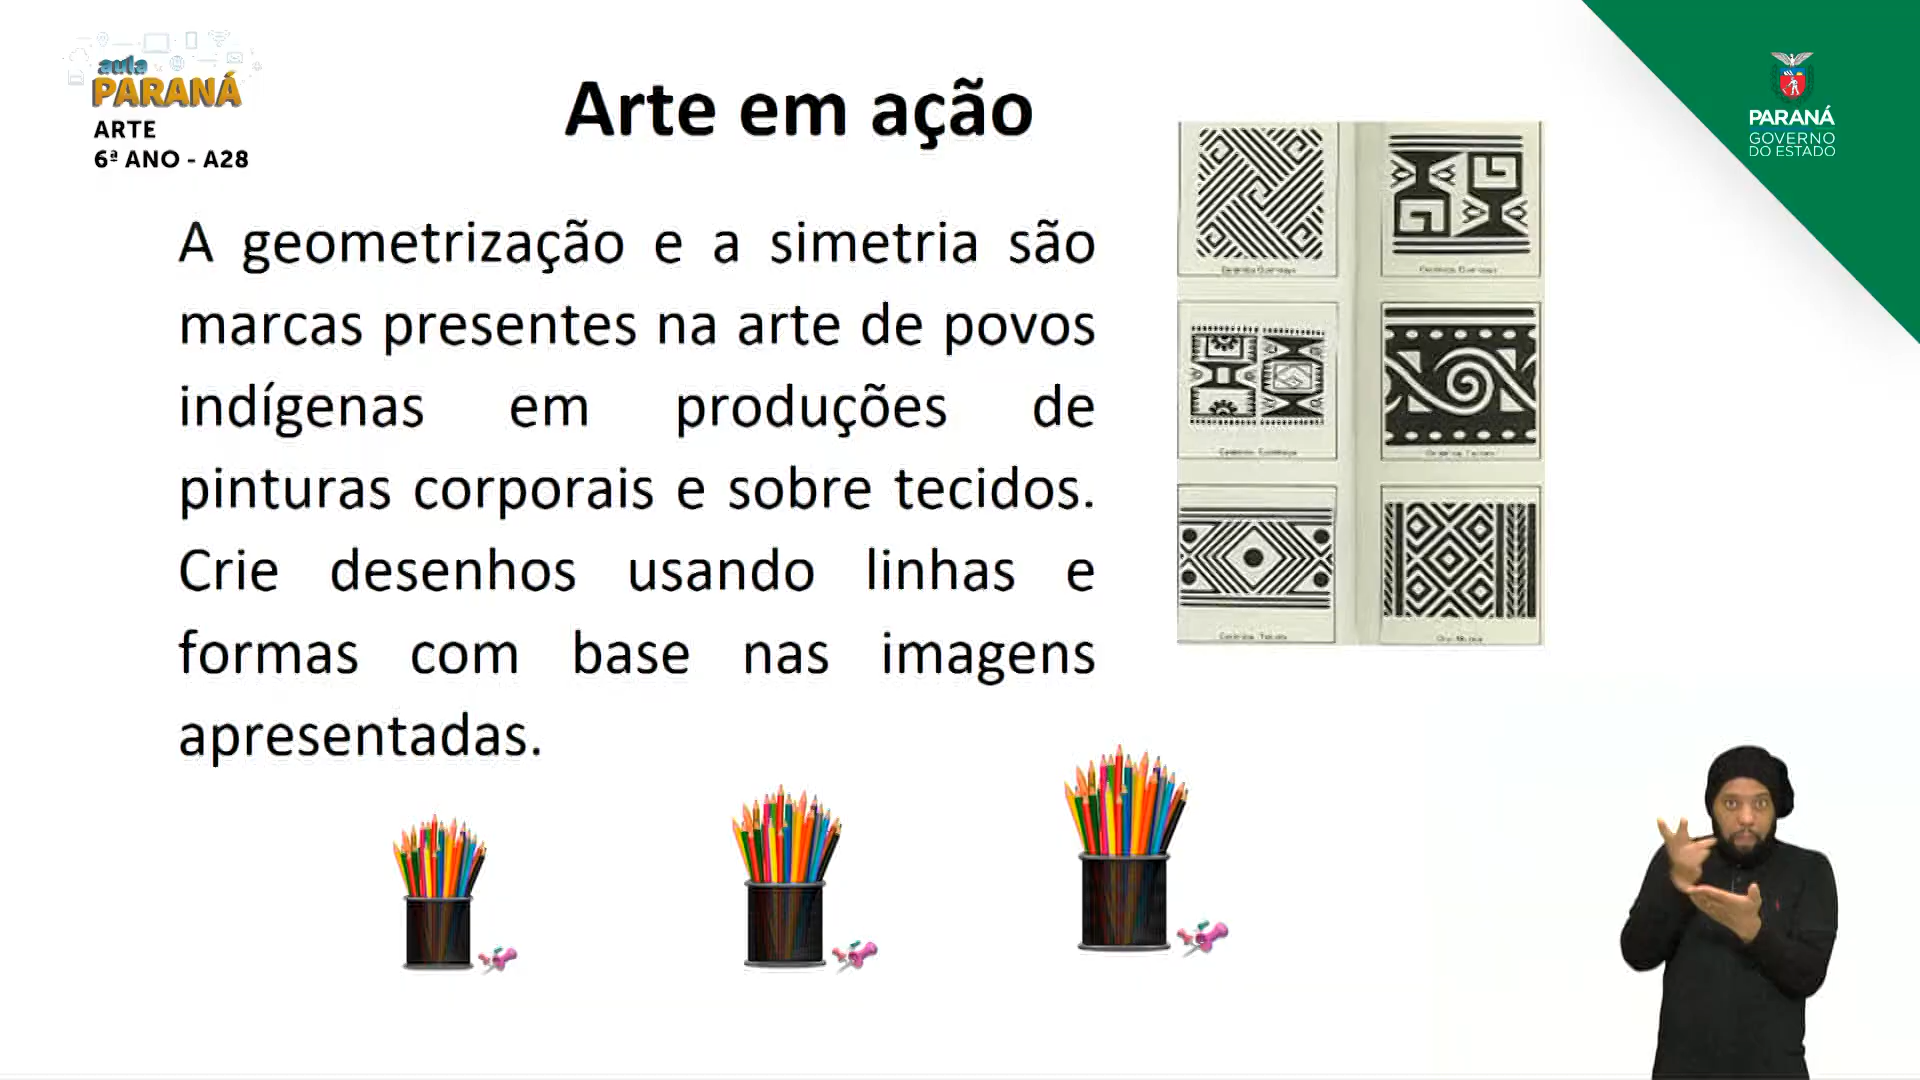 aula
PARANÁ
ARTE
6ª ANO - A28
Arte em ação
PARANÁ
GOVERNO
DO ESTADO
A geometrização e a simetria são
marcas presentes na arte de povos
indígenas em produções de
pinturas corporais e sobre tecidos.
Crie desenhos usando linhas e
formas com base nas imagens
apresentadas.